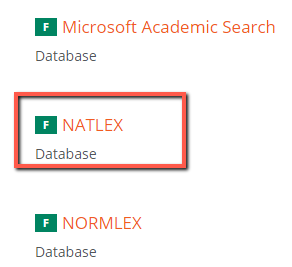 F Microsoft Academic Search
Database
F NATLEX
Database
F NORMLEX
Database